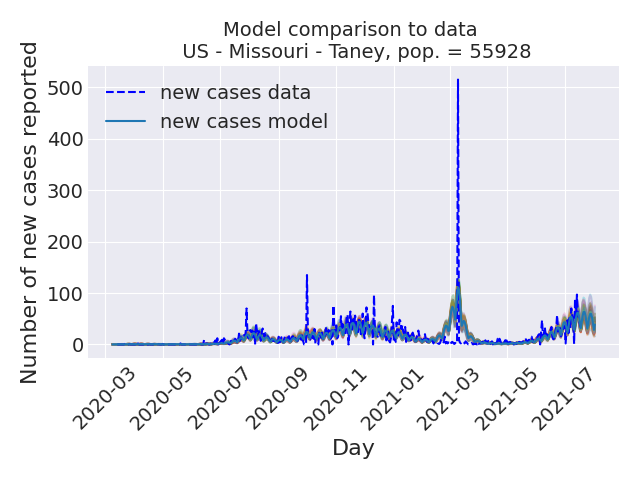 Model comparison to data
US - Missouri - Taney, pop. = 55928
Number of new cases reported
500
400
300
200
100
0
new cases data
new cases model
2020-03
2020-05
2020-07
2020-09
2020-11
2021-01
2021-03
2021-05
2021-07
Day